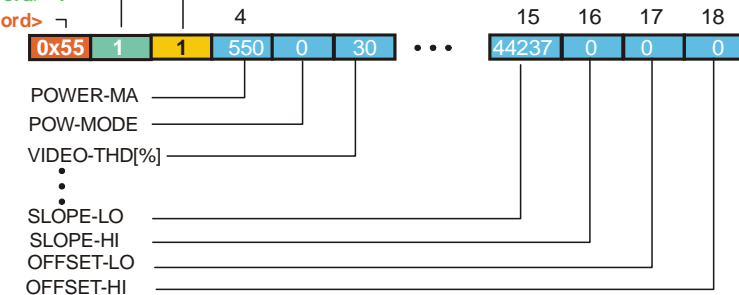 ord>
4 15 16 17 18
0x55 1 1 550 0 30 44237 0 0 0
POWER-MA
POW-MODE
VIDEO-THD[%]
SLOPE-LO
SLOPE-HI
OFFSET-LO
OFFSET-HI